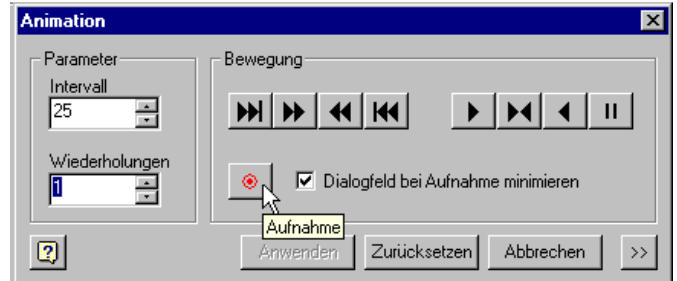 Animation
Parameter
Intervall
25
Wiederholungen
1
Bewegung
Dialogfeld bei Aufnahme minimieren
Aufnahme
Anwenden Zurücksetzen Abbrechen >>